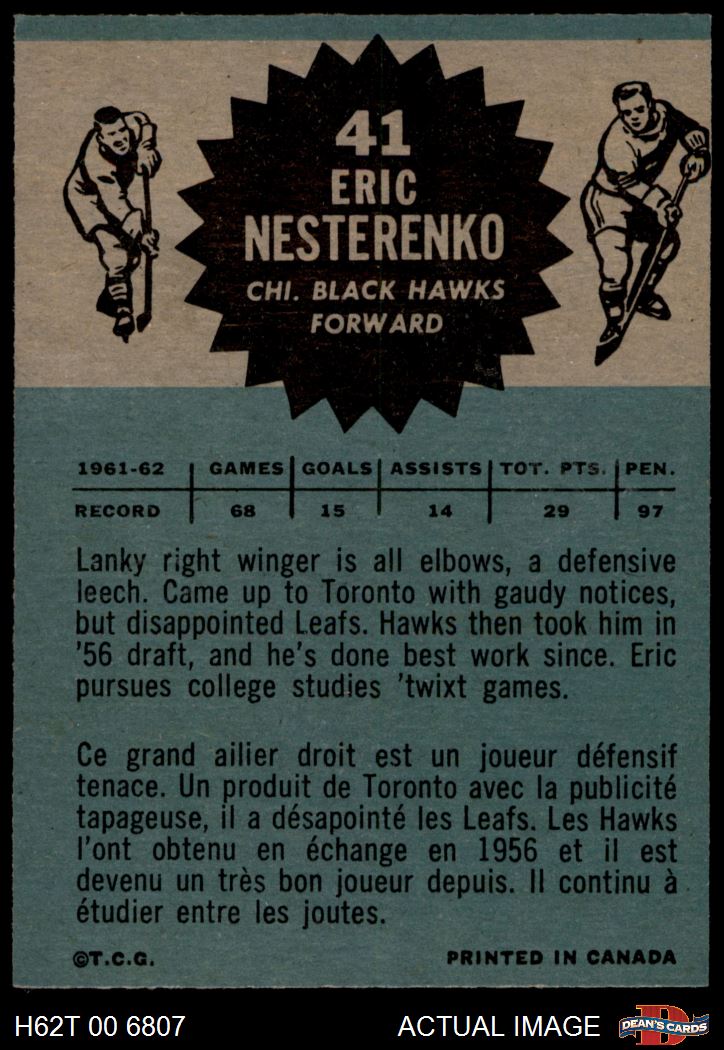 41
ERIC
NESTERENKO
CHI. BLACK HAWKS
FORWARD
1961-62 GAMES GOALS ASSISTS TOT. PTS. PEN.
RECORD 68 15 14 29 97
Lanky right winger is all elbows, a defensive
leech. Came up to Toronto with gaudy notices,
but disappointed Leafs. Hawks then took him in
'56 draft, and he's done best work since. Eric
pursues college studies 'twixt games.
Ce grand ailier droit est un joueur défensif
tenace. Un produit de Toronto avec la publicité
tapageuse, il a désapointé les Leafs. Les Hawks
l'ont obtenu en échange en 1956 et il est
devenu un très bon joueur depuis. Il continu à
étudier entre les joutes.
©T.C.G. PRINTED IN CANADA
H62T 00 6807 ACTUAL IMAGE D DEAN'S CARDS